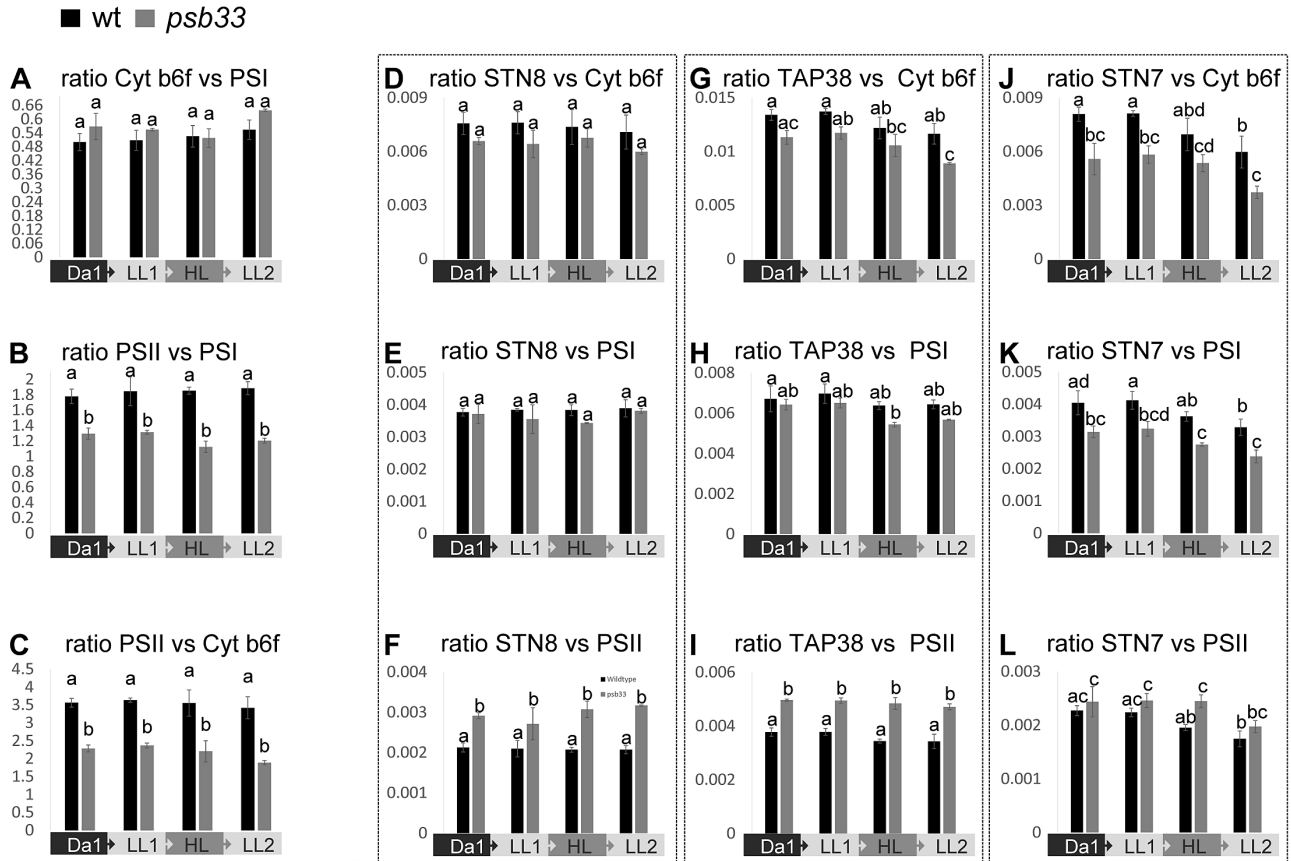 wt psb33
A ratio Cyt b6f vs PSI
0.66
0.6
0.54
0.48
0.42
0.36
0.3
0.24
0.18
0.12
0.06
0
a a a a a a a a
Da1 LL1 HL LL2
B ratio PSII vs PSI
2
1.8
1.6
1.4
1.2
1
0.8
0.6
0.4
0.2
0
a b a b a b a b
Da1 LL1 HL LL2
C ratio PSII vs Cyt b6f
4.5
4
3.5
3
2.5
2
1.5
1
0.5
0
a b a b a b a b
Da1 LL1 HL LL2
D ratio STN8 vs Cyt b6f
0.009
0.006
0.003
0
a a a a a a a a
Da1 LL1 HL LL2
E ratio STN8 vs PSI
0.005
0.004
0.003
0.002
0.001
0
a a a a a a a a
Da1 LL1 HL LL2
F ratio STN8 vs PSII
0.004
0.003
0.002
0.001
0
Wildtype
psb33
a b a b a b a b
Da1 LL1 HL LL2
G ratio TAP38 vs Cyt b6f
0.015
0.01
0.005
0
a ac a ab ab bc ab c
Da1 LL1 HL LL2
H ratio TAP38 vs PSI
0.008
0.006
0.004
0.002
0
a ab a ab ab b ab ab
Da1 LL1 HL LL2
I ratio TAP38 vs PSII
0.006
0.004
0.002
0
a b a b a b a b
Da1 LL1 HL LL2
J ratio STN7 vs Cyt b6f
0.009
0.006
0.003
0
a bc a bc abd cd b c
Da1 LL1 HL LL2
K ratio STN7 vs PSI
0.005
0.004
0.003
0.002
0.001
0
ad bc a bcd ab c b c
Da1 LL1 HL LL2
L ratio STN7 vs PSII
0.003
0.002
0.001
0
ac c ac c ab c b bc
Da1 LL1 HL LL2